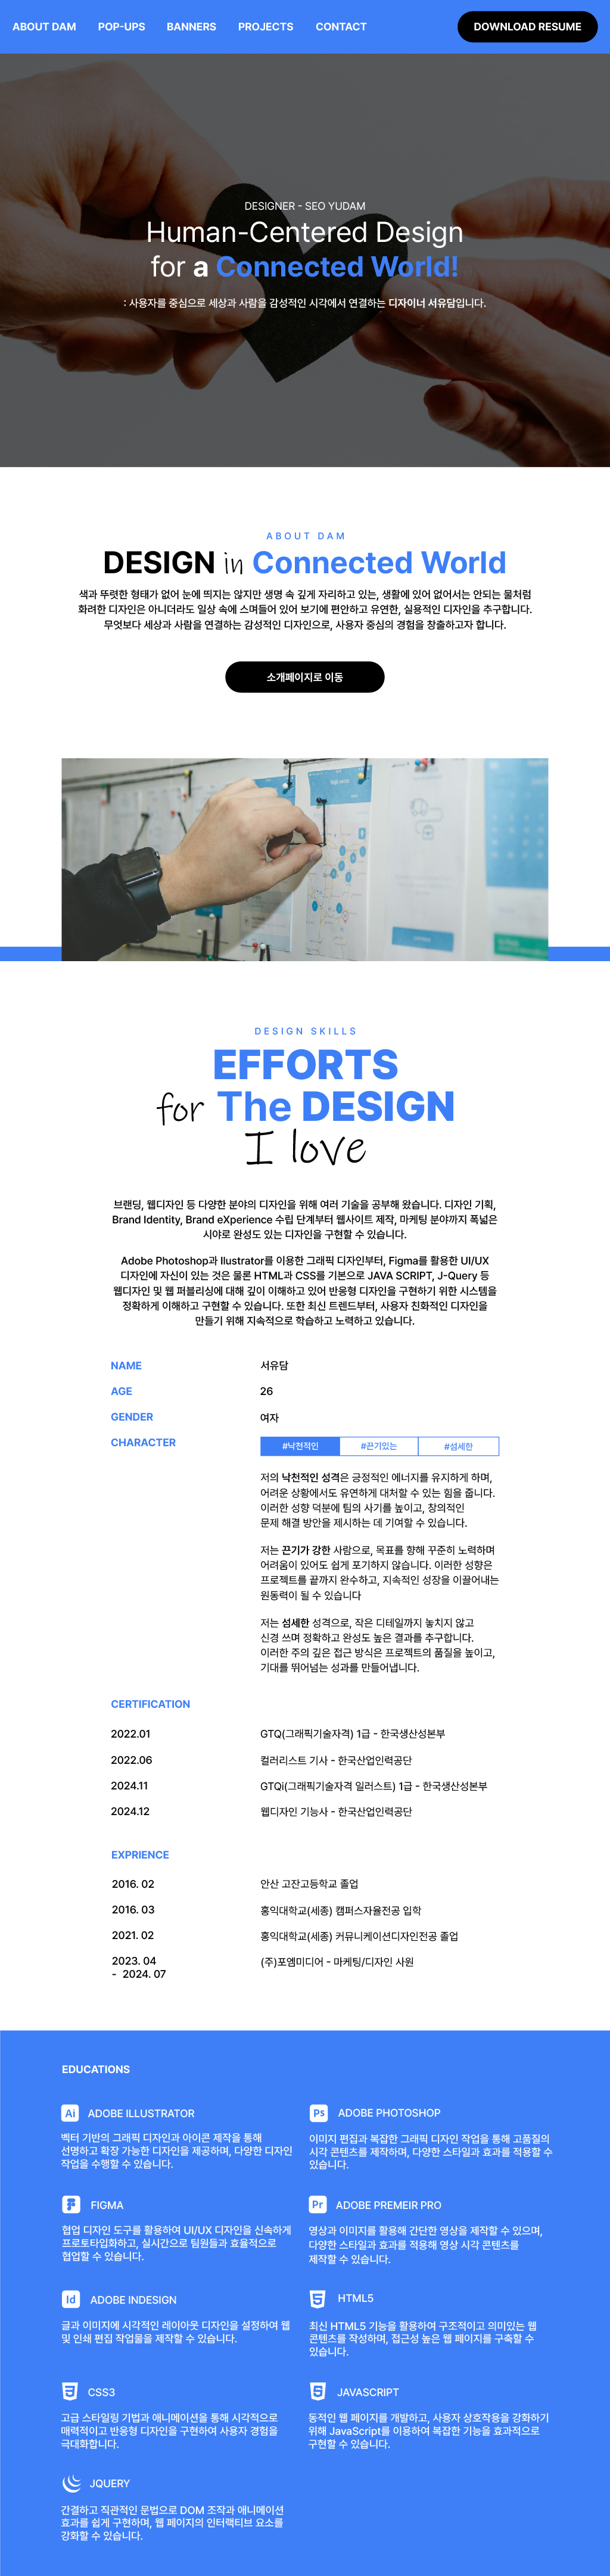 ABOUT DAM POP-UPS BANNERS PROJECTS CONTACT DOWNLOAD RESUME
DESIGNER - SEO YUDAM
Human-Centered Design
for a Connected World!
: 사용자를 중심으로 세상과 사람을 감성적인 시각에서 연결하는 디자이너 서유담입니다.
ABOUT DAM
DESIGN in Connected World
색과 뚜렷한 형태가 없어 눈에 띄지는 않지만 생명 속 깊게 자리하고 있는, 생활에 있어 없어서는 안되는 물처럼
화려한 디자인은 아니더라도 일상 속에 스며들어 있어 보기에 편안하고 유연한, 실용적인 디자인을 추구합니다.
무엇보다 세상과 사람을 연결하는 감성적인 디자인으로, 사용자 중심의 경험을 창출하고자 합니다.
소개페이지로 이동
DESIGN SKILLS
EFFORTS
for The DESIGN
I love
브랜딩, 웹디자인 등 다양한 분야의 디자인을 위해 여러 기술을 공부해 왔습니다. 디자인 기획,
Brand Identity, Brand eXperience 수립 단계부터 웹사이트 제작, 마케팅 분야까지 폭넓은
시야로 완성도 있는 디자인을 구현할 수 있습니다.
Adobe Photoshop과 Ilustrator를 이용한 그래픽 디자인부터, Figma를 활용한 UI/UX
디자인에 자신이 있는 것은 물론 HTML과 CSS를 기본으로 JAVA SCRIPT, J-Query 등
웹디자인 및 웹 퍼블리싱에 대해 깊이 이해하고 있어 반응형 디자인을 구현하기 위한 시스템을
정확하게 이해하고 구현할 수 있습니다. 또한 최신 트렌드부터, 사용자 친화적인 디자인을
만들기 위해 지속적으로 학습하고 노력하고 있습니다.
NAME 서유담
AGE 26
GENDER 여자
CHARACTER #낙천적인 #끈기있는 #섬세한
저의 낙천적인 성격은 긍정적인 에너지를 유지하게 하며,
어려운 상황에서도 유연하게 대처할 수 있는 힘을 줍니다.
이러한 성향 덕분에 팀의 사기를 높이고, 창의적인
문제 해결 방안을 제시하는 데 기여할 수 있습니다.
저는 끈기가 강한 사람으로, 목표를 향해 꾸준히 노력하며
어려움이 있어도 쉽게 포기하지 않습니다. 이러한 성향은
프로젝트를 끝까지 완수하고, 지속적인 성장을 이끌어내는
원동력이 될 수 있습니다
저는 섬세한 성격으로, 작은 디테일까지 놓치지 않고
신경 쓰며 정확하고 완성도 높은 결과를 추구합니다.
이러한 주의 깊은 접근 방식은 프로젝트의 품질을 높이고,
기대를 뛰어넘는 성과를 만들어냅니다.
CERTIFICATION
2022.01 GTQ(그래픽기술자격) 1급 - 한국생산성본부
2022.06 컬러리스트 기사 - 한국산업인력공단
2024.11 GTQi(그래픽기술자격 일러스트) 1급 - 한국생산성본부
2024.12 웹디자인 기능사 - 한국산업인력공단
EXPRIENCE
2016. 02 안산 고잔고등학교 졸업
2016. 03 홍익대학교(세종) 캠퍼스자율전공 입학
2021. 02 홍익대학교(세종) 커뮤니케이션디자인전공 졸업
2023. 04 (주)포엠미디어 - 마케팅/디자인 사원
- 2024. 07
EDUCATIONS
Ai ADOBE ILLUSTRATOR
벡터 기반의 그래픽 디자인과 아이콘 제작을 통해
선명하고 확장 가능한 디자인을 제공하며, 다양한 디자인
작업을 수행할 수 있습니다.
Ps ADOBE PHOTOSHOP
이미지 편집과 복잡한 그래픽 디자인 작업을 통해 고품질의
시각 콘텐츠를 제작하며, 다양한 스타일과 효과를 적용할 수
있습니다.
FIGMA
협업 디자인 도구를 활용하여 UI/UX 디자인을 신속하게
프로토타입화하고, 실시간으로 팀원들과 효율적으로
협업할 수 있습니다.
Pr ADOBE PREMEIR PRO
영상과 이미지를 활용해 간단한 영상을 제작할 수 있으며,
다양한 스타일과 효과를 적용해 영상 시각 콘텐츠를
제작할 수 있습니다.
Id ADOBE INDESIGN
글과 이미지에 시각적인 레이아웃 디자인을 설정하여 웹
및 인쇄 편집 작업물을 제작할 수 있습니다.
HTML5
최신 HTML5 기능을 활용하여 구조적이고 의미있는 웹
콘텐츠를 작성하며, 접근성 높은 웹 페이지를 구축할 수
있습니다.
CSS3
고급 스타일링 기법과 애니메이션을 통해 시각적으로
매력적이고 반응형 디자인을 구현하여 사용자 경험을
극대화합니다.
JAVASCRIPT
동적인 웹 페이지를 개발하고, 사용자 상호작용을 강화하기
위해 JavaScript를 이용하여 복잡한 기능을 효과적으로
구현할 수 있습니다.
JQUERY
간결하고 직관적인 문법으로 DOM 조작과 애니메이션
효과를 쉽게 구현하며, 웹 페이지의 인터랙티브 요소를
강화할 수 있습니다.